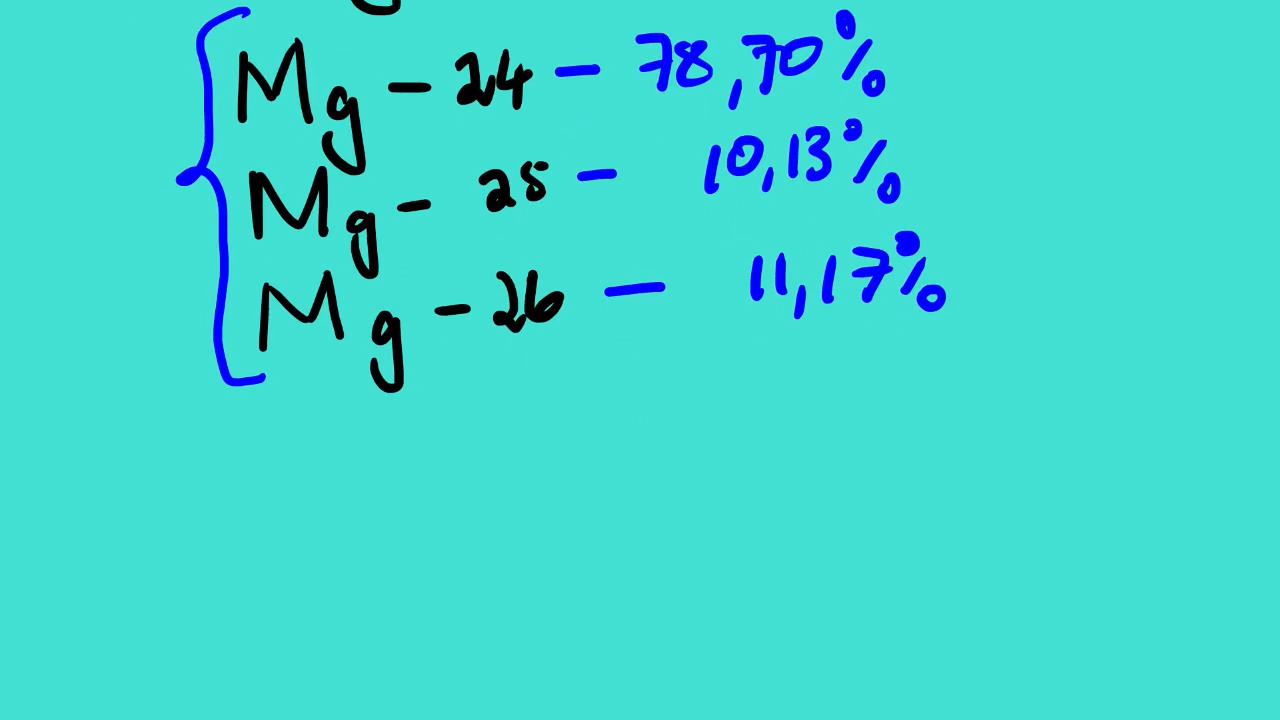 Mg - 24 - 78,70%
Mg - 25 - 10,13%
Mg - 26 - 11,17%